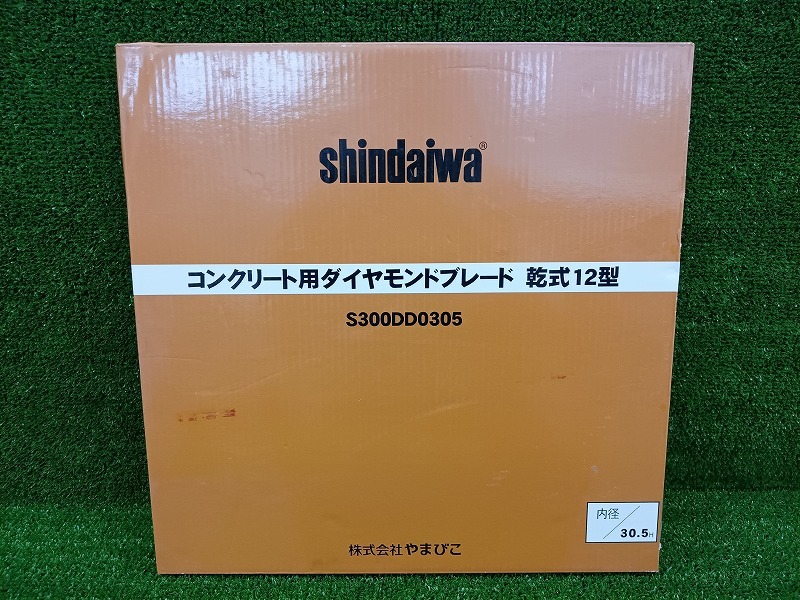 shindaiwa®
コンクリート用ダイヤモンドブレード 乾式12型
S300DD0305
内径/30.5H
株式会社やまびこ